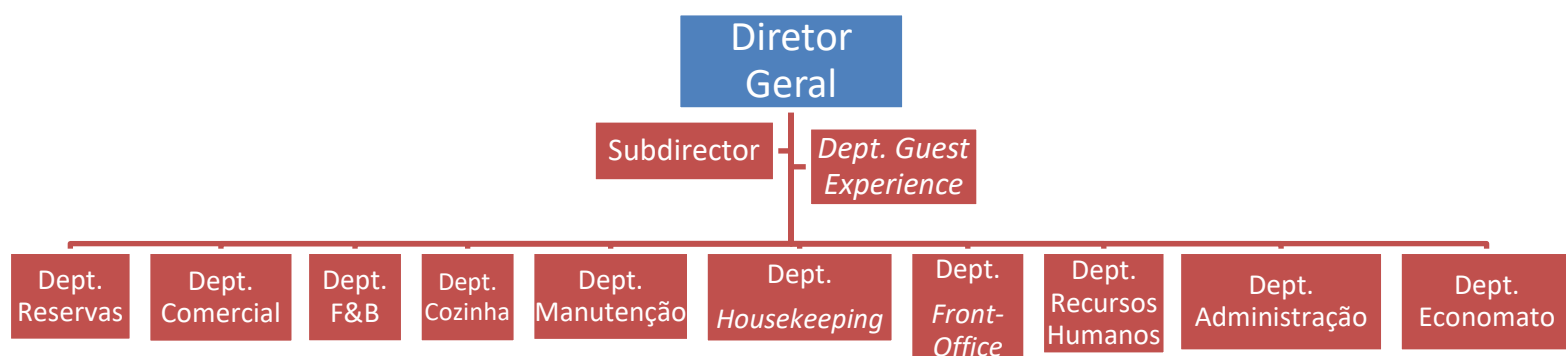 Diretor
Geral
Subdirector
Dept. Guest
Experience
Dept.
Reservas
Dept.
Comercial
Dept.
F&B
Dept.
Cozinha
Dept.
Manutenção
Dept.
Housekeeping
Dept.
Front-
Office
Dept.
Recursos
Humanos
Dept.
Administração
Dept.
Economato